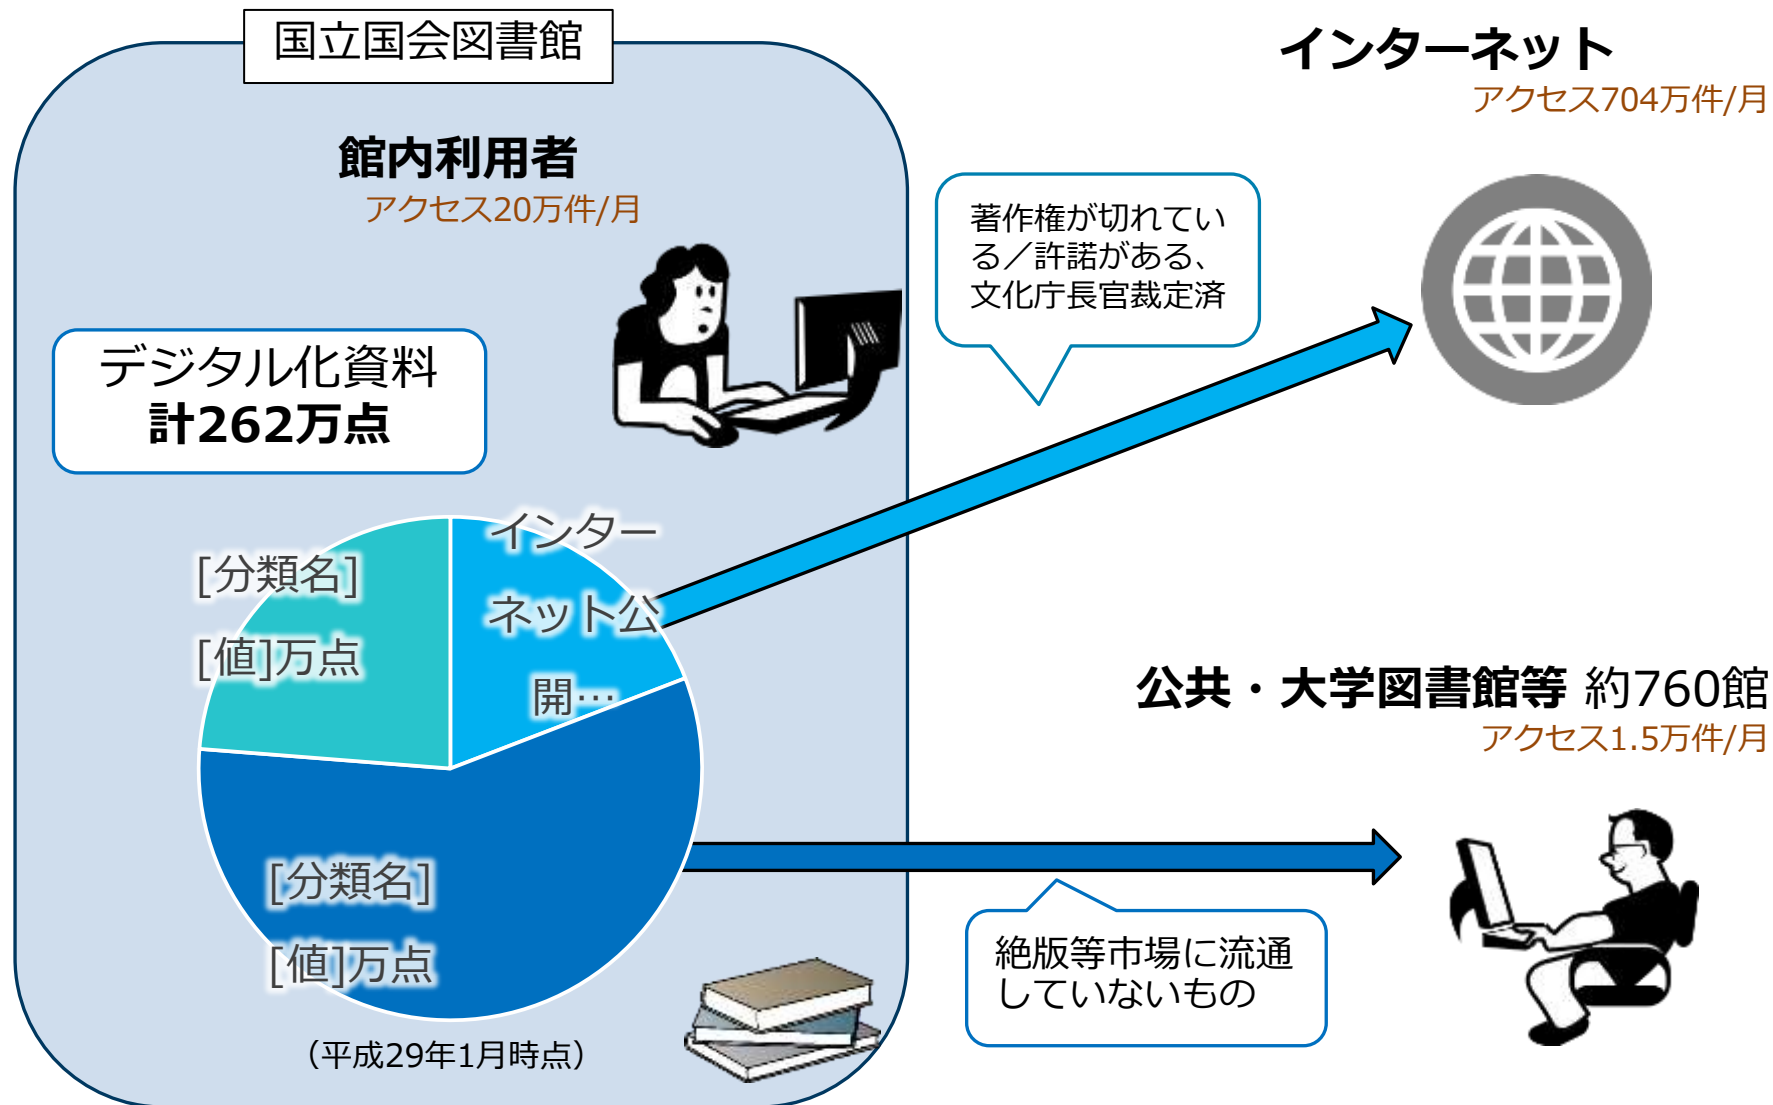 国立国会図書館
館内利用者
アクセス20万件/月
デジタル化資料
計262万点
インター
ネット公
開…
[分類名]
[値]万点
[分類名]
[値]万点
（平成29年1月時点）
インターネット
アクセス704万件/月
著作権が切れてい
る／許諾がある、
文化庁長官裁定済
公共・大学図書館等 約760館
アクセス1.5万件/月
絶版等市場に流通
していないもの